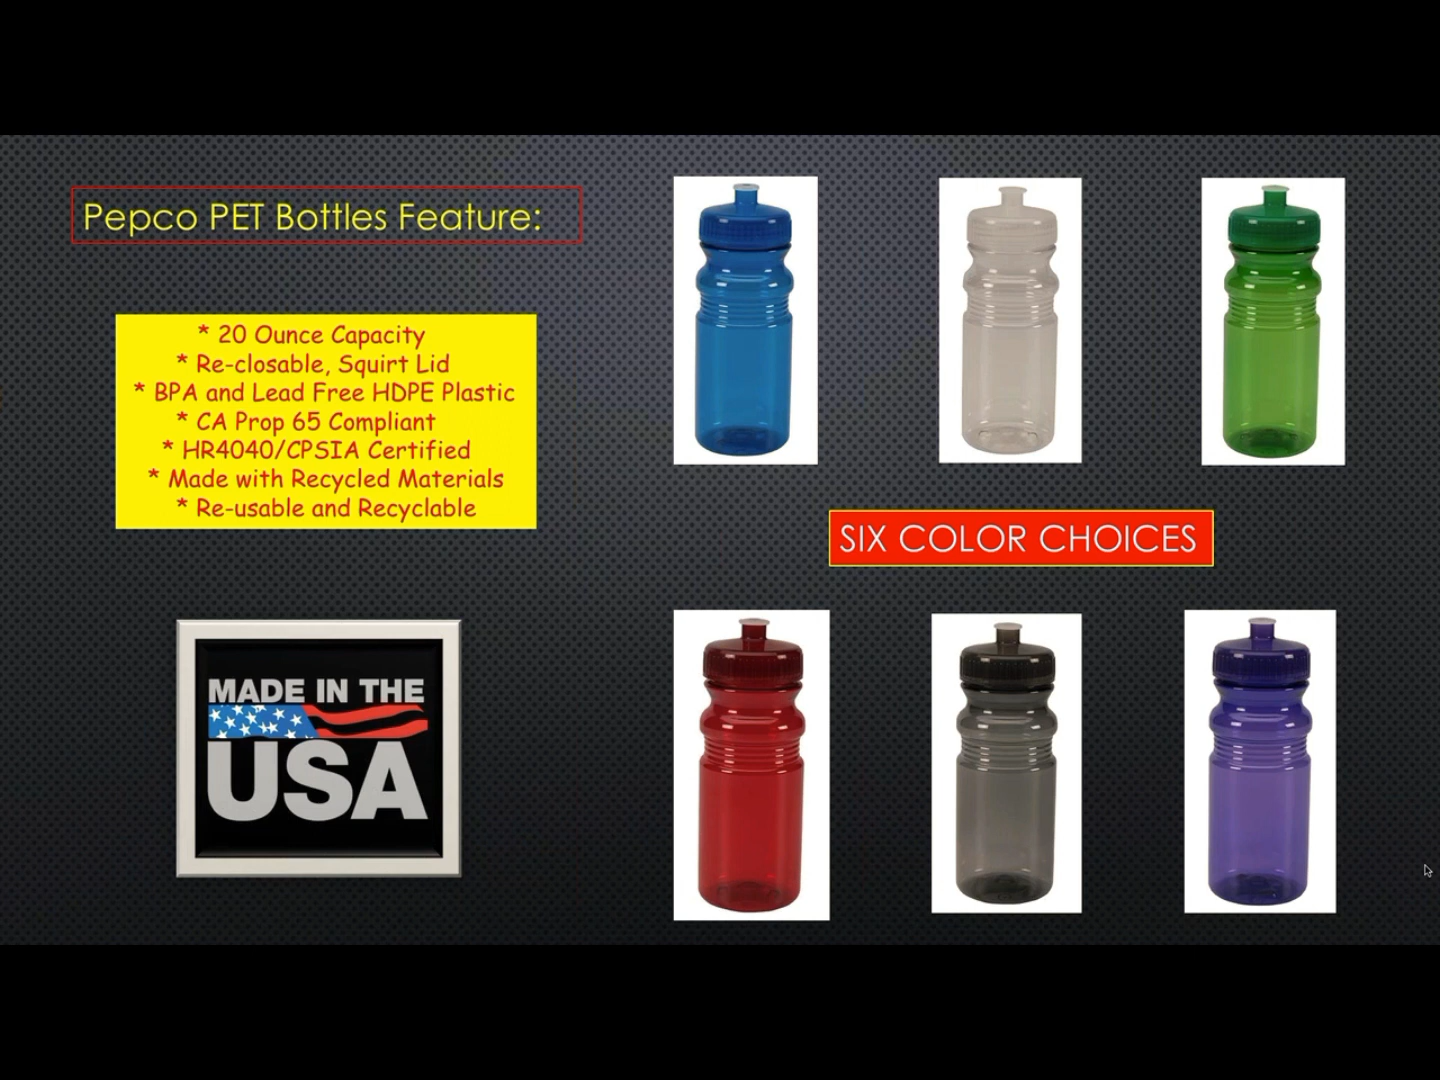 Pepco PET Bottles Feature:
* 20 Ounce Capacity
* Re-closable, Squirt Lid
* BPA and Lead Free HDPE Plastic
* CA Prop 65 Compliant
* HR4040/CPSIA Certified
* Made with Recycled Materials
* Re-usable and Recyclable
SIX COLOR CHOICES
MADE IN THE
USA